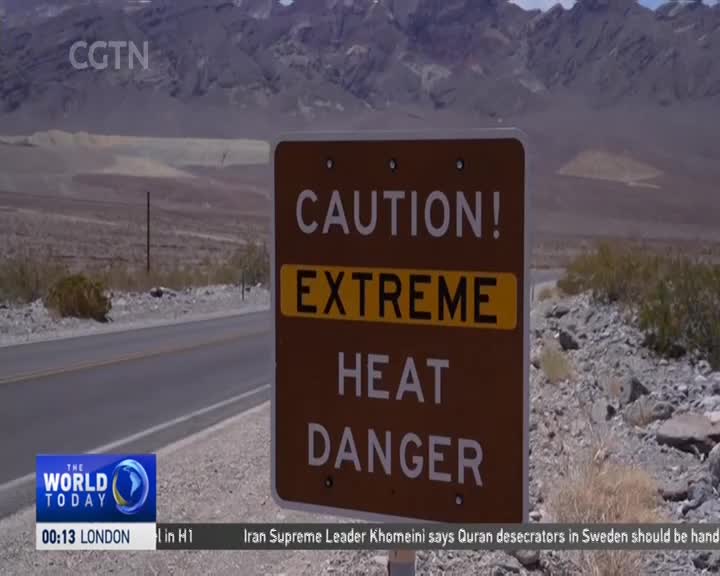 CGTN
CAUTION!
EXTREME
HEAT
DANGER
THE
WORLD
TODAY
00:13 LONDON
el in H1 Iran Supreme Leader Khomeini says Quran desecrators in Sweden should be hand